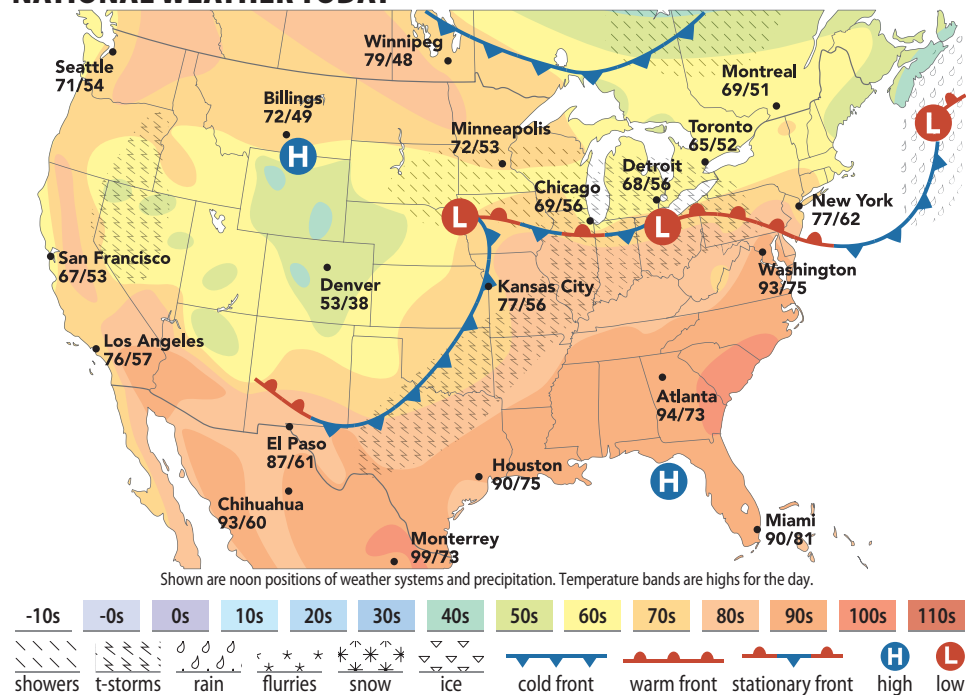 NATIONAL WEATHER TODAY
Winnipeg
79/48
Seattle
71/54
Montreal
69/51
Billings
72/49
H
L
Minneapolis
72/53
Toronto
65/52
Detroit
68/56
Chicago
69/56
New York
77/62
L
L
San Francisco
67/53
Washington
93/75
Denver
53/38
Kansas City
77/56
Los Angeles
76/57
Atlanta
94/73
El Paso
87/61
Houston
90/75
H
Chihuahua
93/60
Miami
90/81
Monterrey
99/73
Shown are noon positions of weather systems and precipitation. Temperature bands are highs for the day.
-10s -0s 0s 10s 20s 30s 40s 50s 60s 70s 80s 90s 100s 110s
H L
showers t-storms rain flurries snow ice cold front warm front stationary front high low